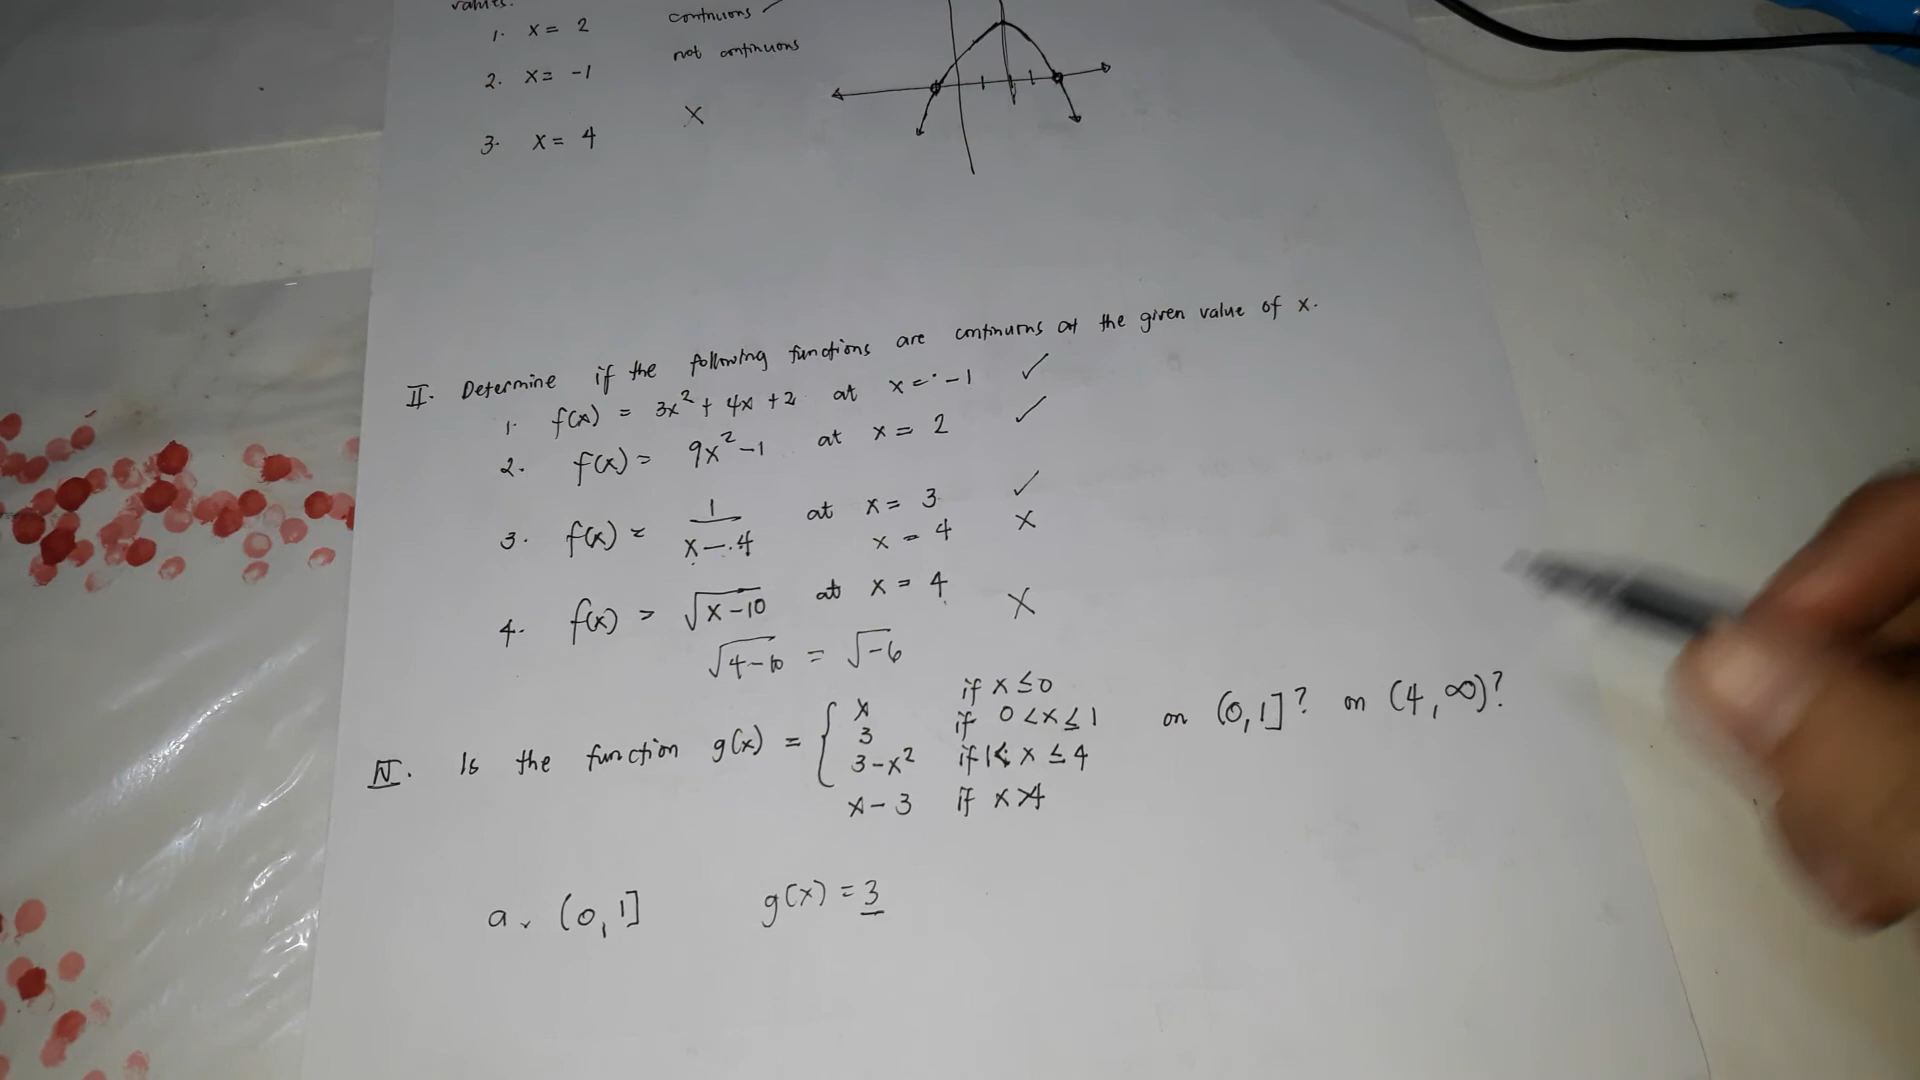 values:
1. x = 2 continuous ✓
2. x = -1 not continuous
3. x = 4 X
II. Determine if the following functions are continuous at the given value of x.
1. f(x) = 3x² + 4x + 2 at x = -1 ✓
2. f(x) = 9x² - 1 at x = 2 ✓
3. f(x) = 1/(x - 4) at x = 3 ✓
x = 4 X
4. f(x) = √(x-10) at x = 4 X
√(4-10) = √-6
IV. Is the function g(x) = { x if x ≤ 0
3 if 0 < x ≤ 1 on (0,1]? on (4,∞)?
3-x² if 1 < x ≤ 4
x - 3 if x > 4
a. (0,1] g(x) = 3